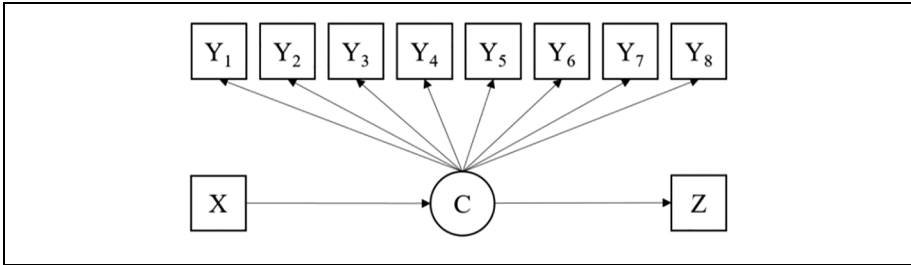 Y₁ Y₂ Y₃ Y₄ Y₅ Y₆ Y₇ Y₈
X C Z